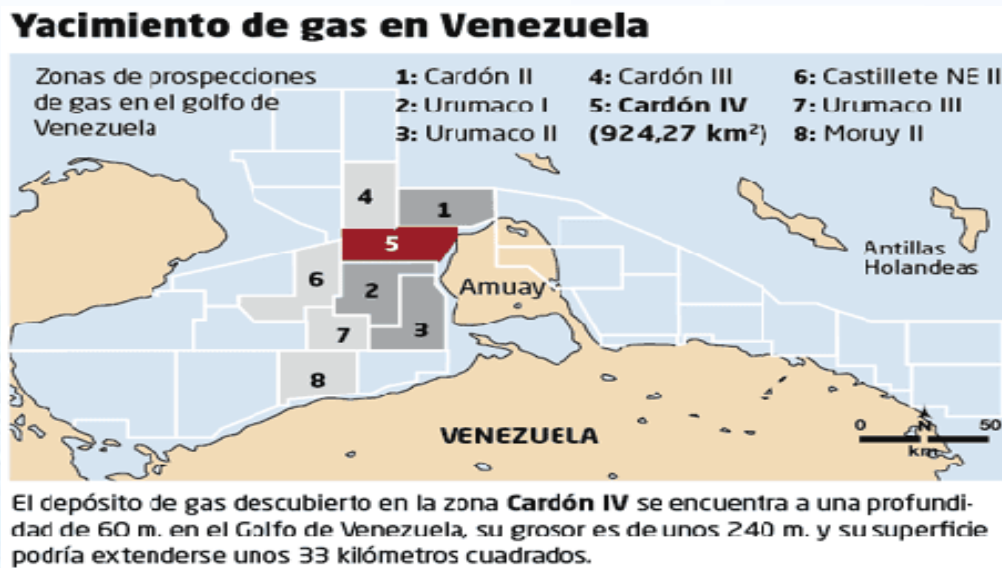 Yacimiento de gas en Venezuela
Zonas de prospecciones
de gas en el golfo de
Venezuela
1: Cardón II
2: Urumaco I
3: Urumaco II
4: Cardón III
5: Cardón IV
(924,27 km²)
6: Castillete NE II
7: Urumaco III
8: Moruy II
4
1
5
6
2
7
3
8
Amuay
Antillas
Holandeas
VENEZUELA
0 N 50
km
El depósito de gas descubierto en la zona Cardón IV se encuentra a una profundi-
dad de 60 m. en el Golfo de Venezuela, su grosor es de unos 240 m. y su superficie
podría extenderse unos 33 kilómetros cuadrados.